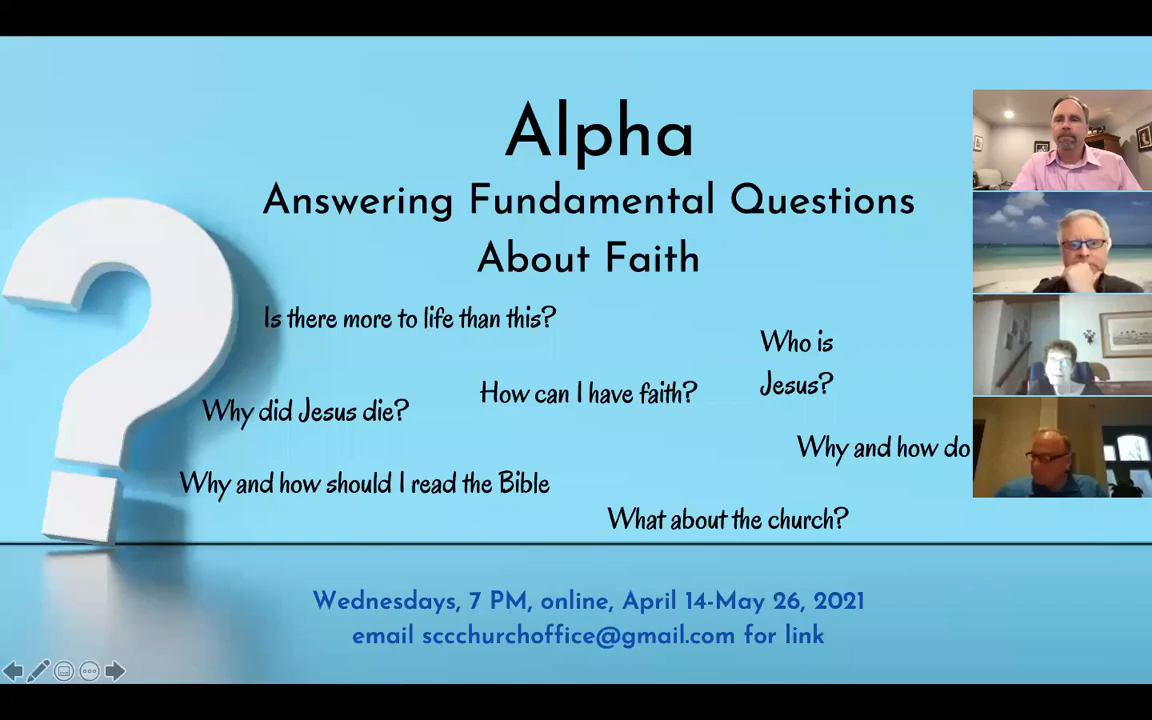 Alpha
Answering Fundamental Questions
About Faith
Is there more to life than this?
Who is
Jesus?
How can I have faith?
Why did Jesus die?
Why and how do
Why and how should I read the Bible
What about the church?
Wednesdays, 7 PM, online, April 14-May 26, 2021
email sccchurchoffice@gmail.com for link